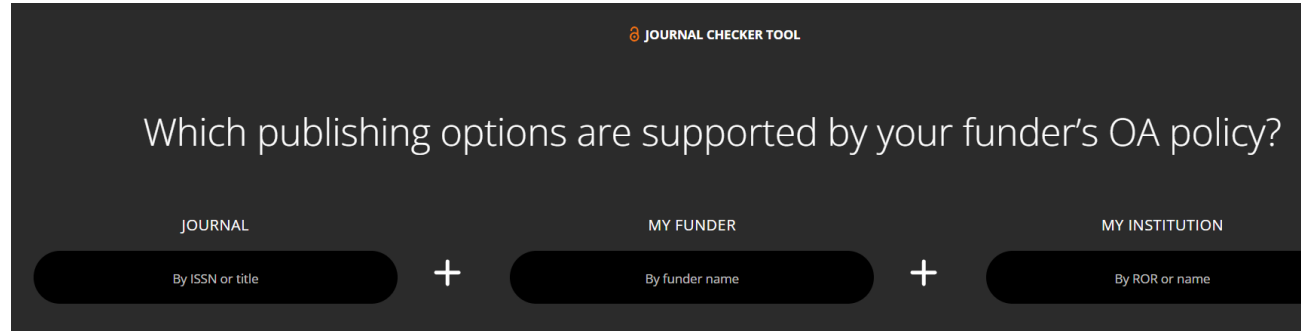 JOURNAL CHECKER TOOL
Which publishing options are supported by your funder’s OA policy?
JOURNAL
MY FUNDER
MY INSTITUTION
By ISSN or title
+
By funder name
+
By ROR or name